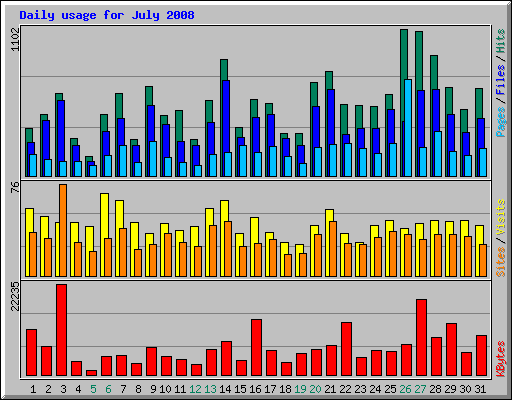 Daily usage for July 2008
1102
Pages / Files / Hits
76
Sites / Visits
22235
KBytes
1 2 3 4 5 6 7 8 9 10 11 12 13 14 15 16 17 18 19 20 21 22 23 24 25 26 27 28 29 30 31